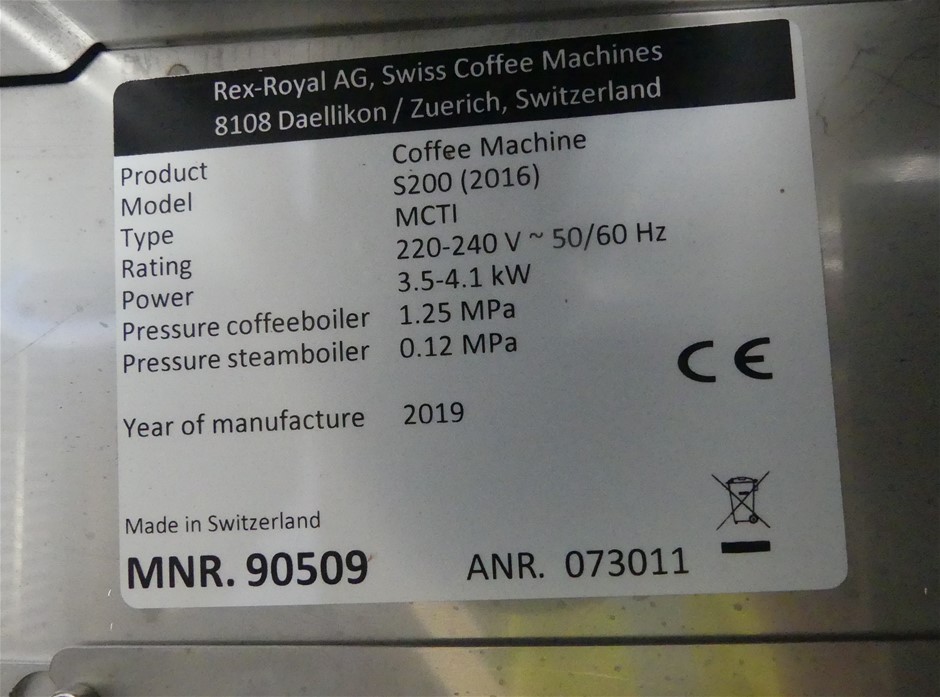 Rex-Royal AG, Swiss Coffee Machines
8108 Daellikon / Zuerich, Switzerland
Product Coffee Machine
Model S200 (2016)
Type MCTI
Rating 220-240 V ~ 50/60 Hz
Power 3.5-4.1 kW
Pressure coffeeboiler 1.25 MPa
Pressure steamboiler 0.12 MPa
CE
Year of manufacture 2019
Made in Switzerland
MNR. 90509 ANR. 073011